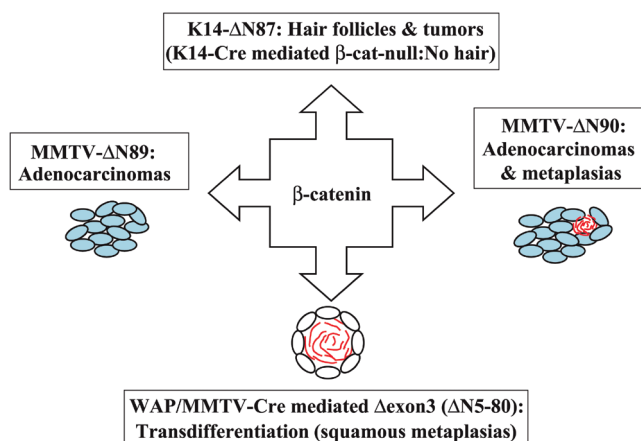 K14-ΔN87: Hair follicles & tumors
(K14-Cre mediated β-cat-null:No hair)
MMTV-ΔN89:
Adenocarcinomas
β-catenin
MMTV-ΔN90:
Adenocarcinomas
& metaplasias
WAP/MMTV-Cre mediated Δexon3 (ΔN5-80):
Transdifferentiation (squamous metaplasias)